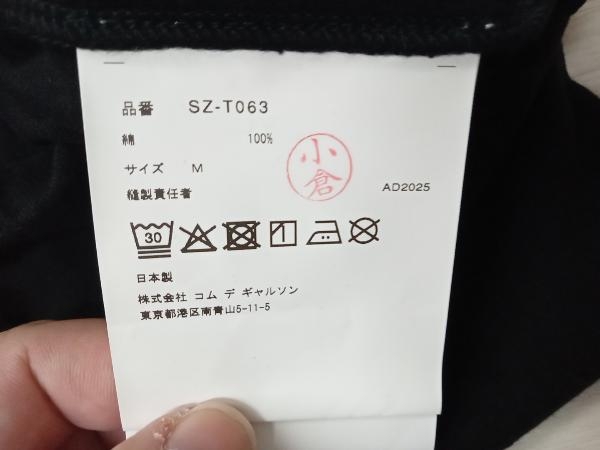 品番 SZ-T063
綿 100%
サイズ M
小倉
縫製責任者 AD2025
30
日本製
株式会社 コム デ ギャルソン
東京都港区南青山5-11-5